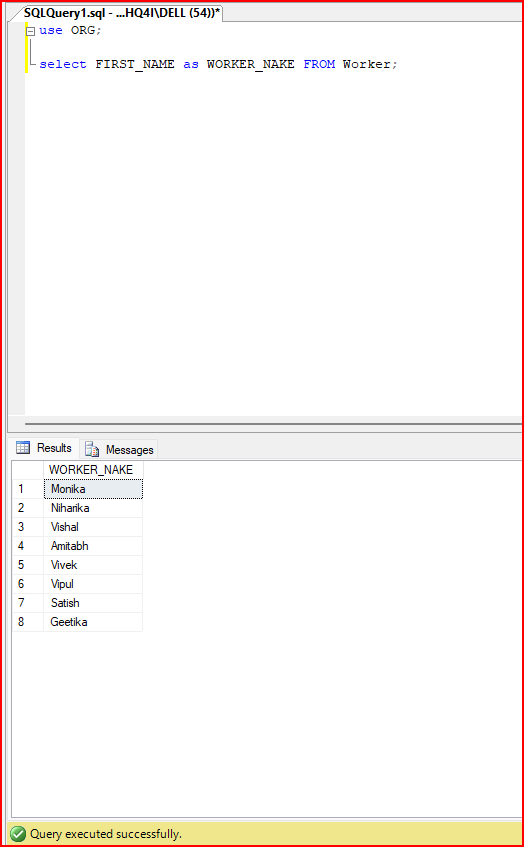 SQLQuery1.sql - ...HQ4I\DELL (54))*
use ORG;
select FIRST_NAME as WORKER_NAKE FROM Worker;
Results Messages
WORKER_NAKE
1 Monika
2 Niharika
3 Vishal
4 Amitabh
5 Vivek
6 Vipul
7 Satish
8 Geetika
Query executed successfully.